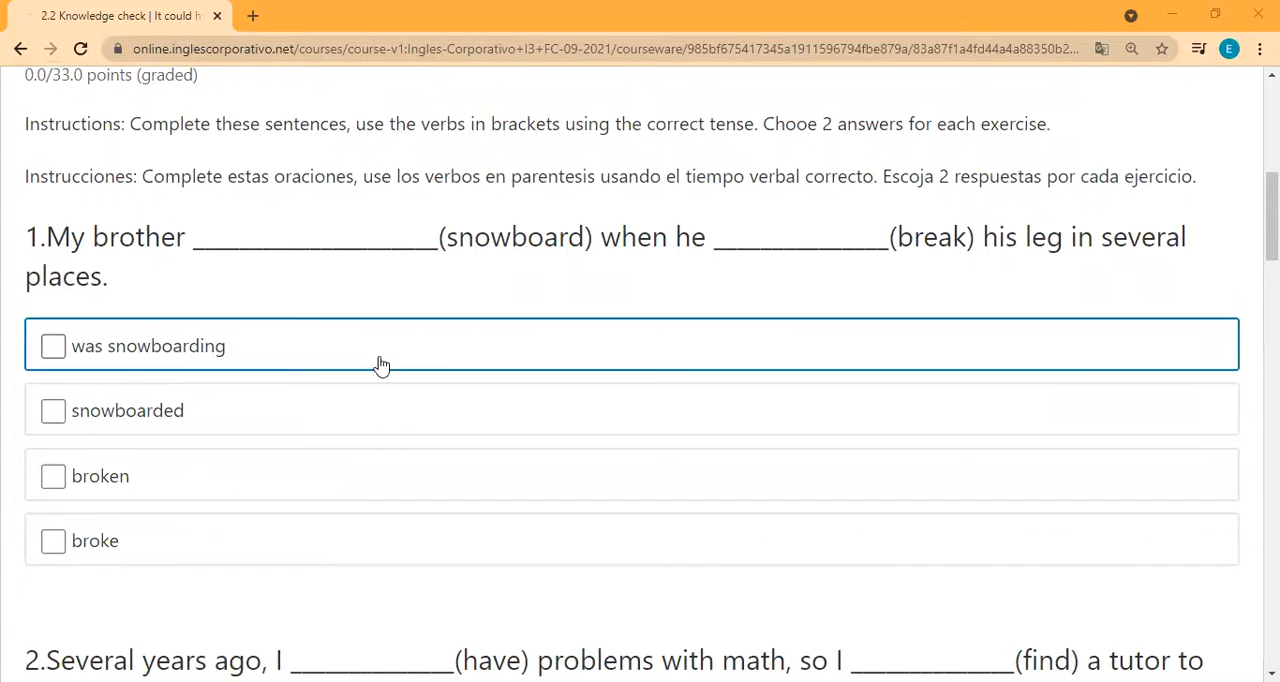 2.2 Knowledge check | It could h
online.inglescorporativo.net/courses/course-v1:Ingles-Corporativo+I3+FC-09-2021/courseware/985bf675417345a1911596794fbe879a/83a87f1a4fd44a4a88350b2...
E
0.0/33.0 points (graded)
Instructions: Complete these sentences, use the verbs in brackets using the correct tense. Chooe 2 answers for each exercise.
Instrucciones: Complete estas oraciones, use los verbos en parentesis usando el tiempo verbal correcto. Escoja 2 respuestas por cada ejercicio.
1.My brother ____________________(snowboard) when he ______________(break) his leg in several
places.
was snowboarding
snowboarded
broken
broke
2.Several years ago, I ______________(have) problems with math, so I ______________(find) a tutor to